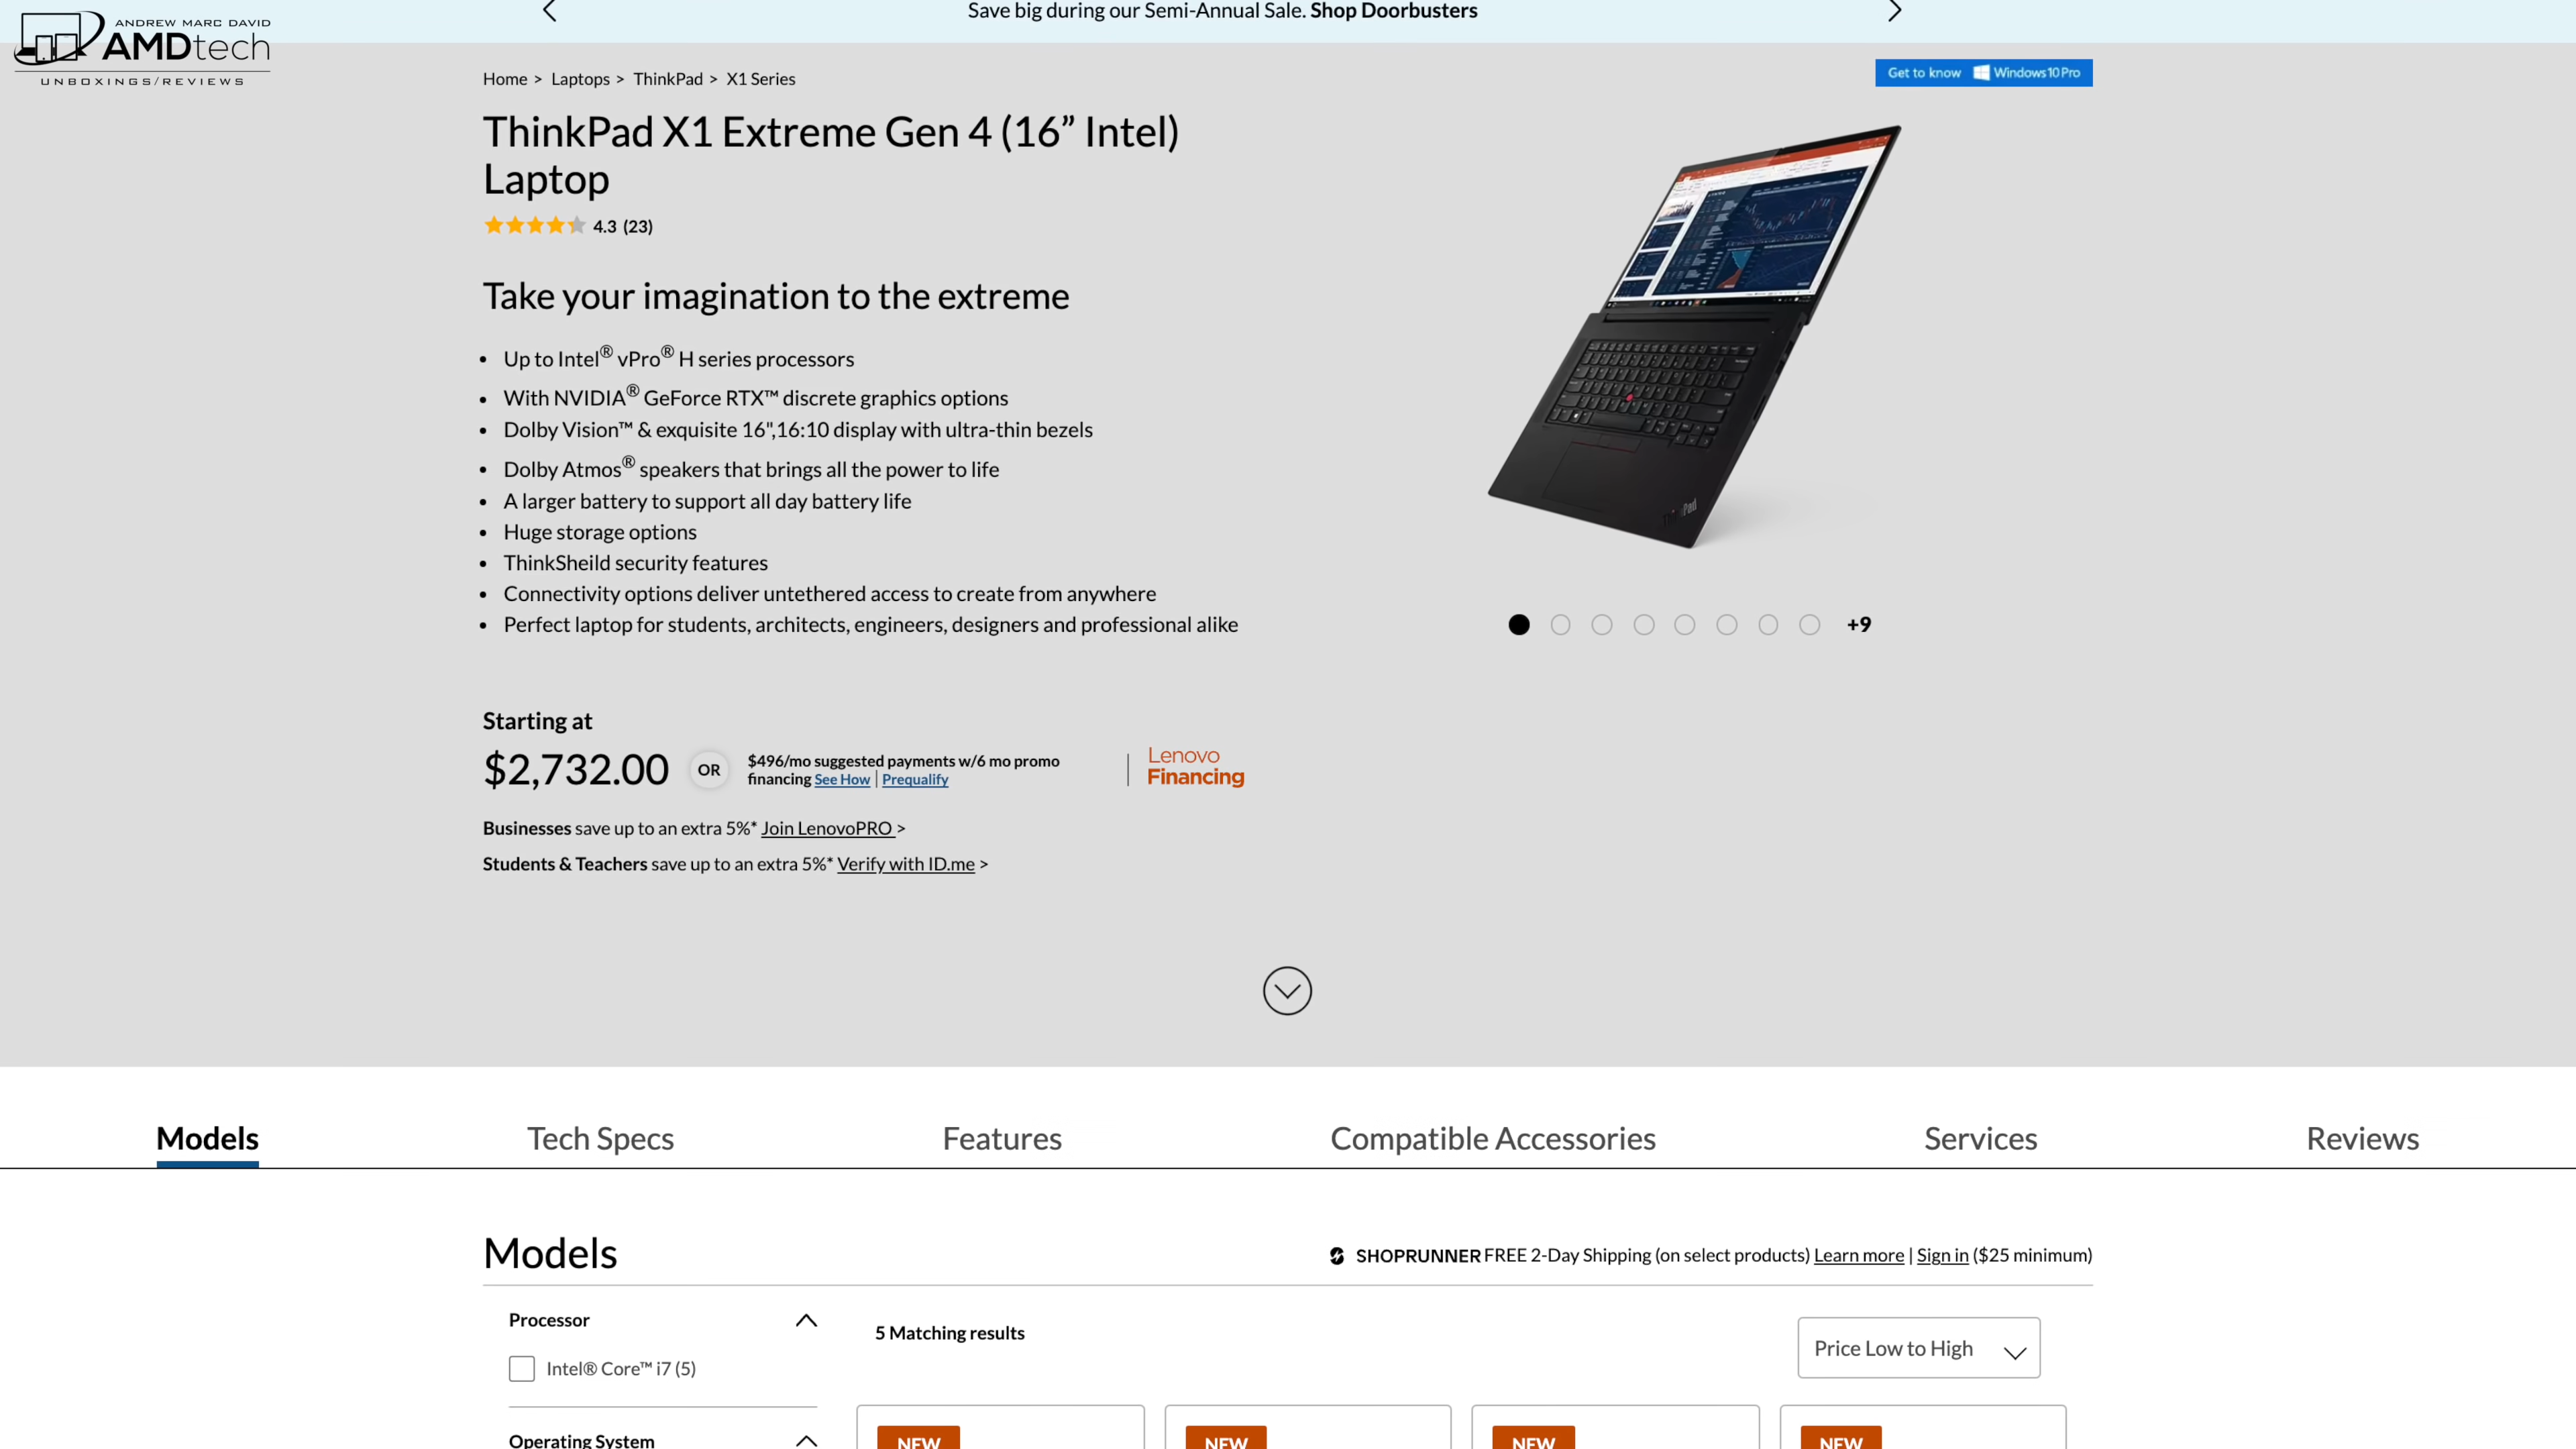 ANDREW MARC DAVID
AMDtech
UNBOXINGS/REVIEWS
Save big during our Semi-Annual Sale. Shop Doorbusters
Home > Laptops > ThinkPad > X1 Series
Get to know Windows 10 Pro
ThinkPad X1 Extreme Gen 4 (16” Intel)
Laptop
4.3 (23)
Take your imagination to the extreme
• Up to Intel® vPro® H series processors
• With NVIDIA® GeForce RTX™ discrete graphics options
• Dolby Vision™ & exquisite 16",16:10 display with ultra-thin bezels
• Dolby Atmos® speakers that brings all the power to life
• A larger battery to support all day battery life
• Huge storage options
• ThinkSheild security features
• Connectivity options deliver untethered access to create from anywhere
• Perfect laptop for students, architects, engineers, designers and professional alike
ThinkPad
+9
Starting at
$2,732.00 OR $496/mo suggested payments w/6 mo promo
financing See How | Prequalify
Lenovo
Financing
Businesses save up to an extra 5%* Join LenovoPRO >
Students & Teachers save up to an extra 5%* Verify with ID.me >
Models Tech Specs Features Compatible Accessories Services Reviews
Models
SHOPRUNNER FREE 2-Day Shipping (on select products) Learn more | Sign in ($25 minimum)
Processor
5 Matching results
Price Low to High
Intel® Core™ i7 (5)
Operating System
NEW NEW NEW NEW